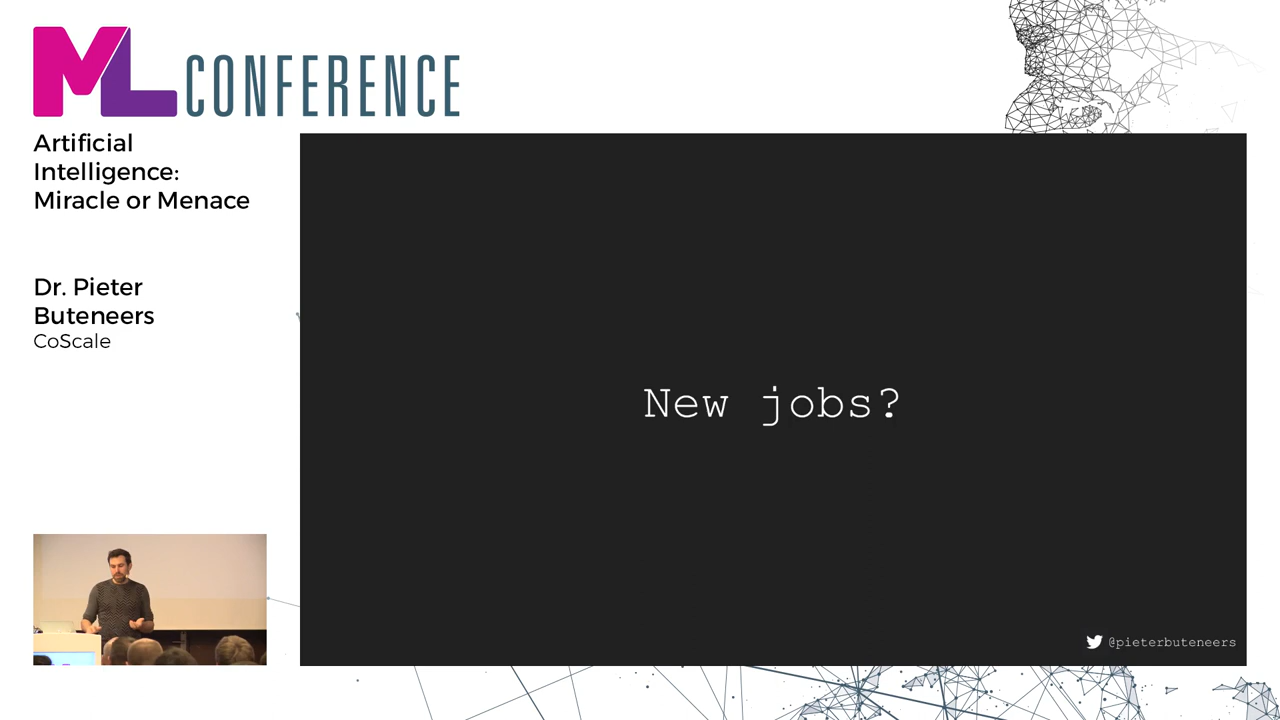 ML CONFERENCE
Artificial
Intelligence:
Miracle or Menace
Dr. Pieter
Buteneers
CoScale
New jobs?
@pieterbuteneers